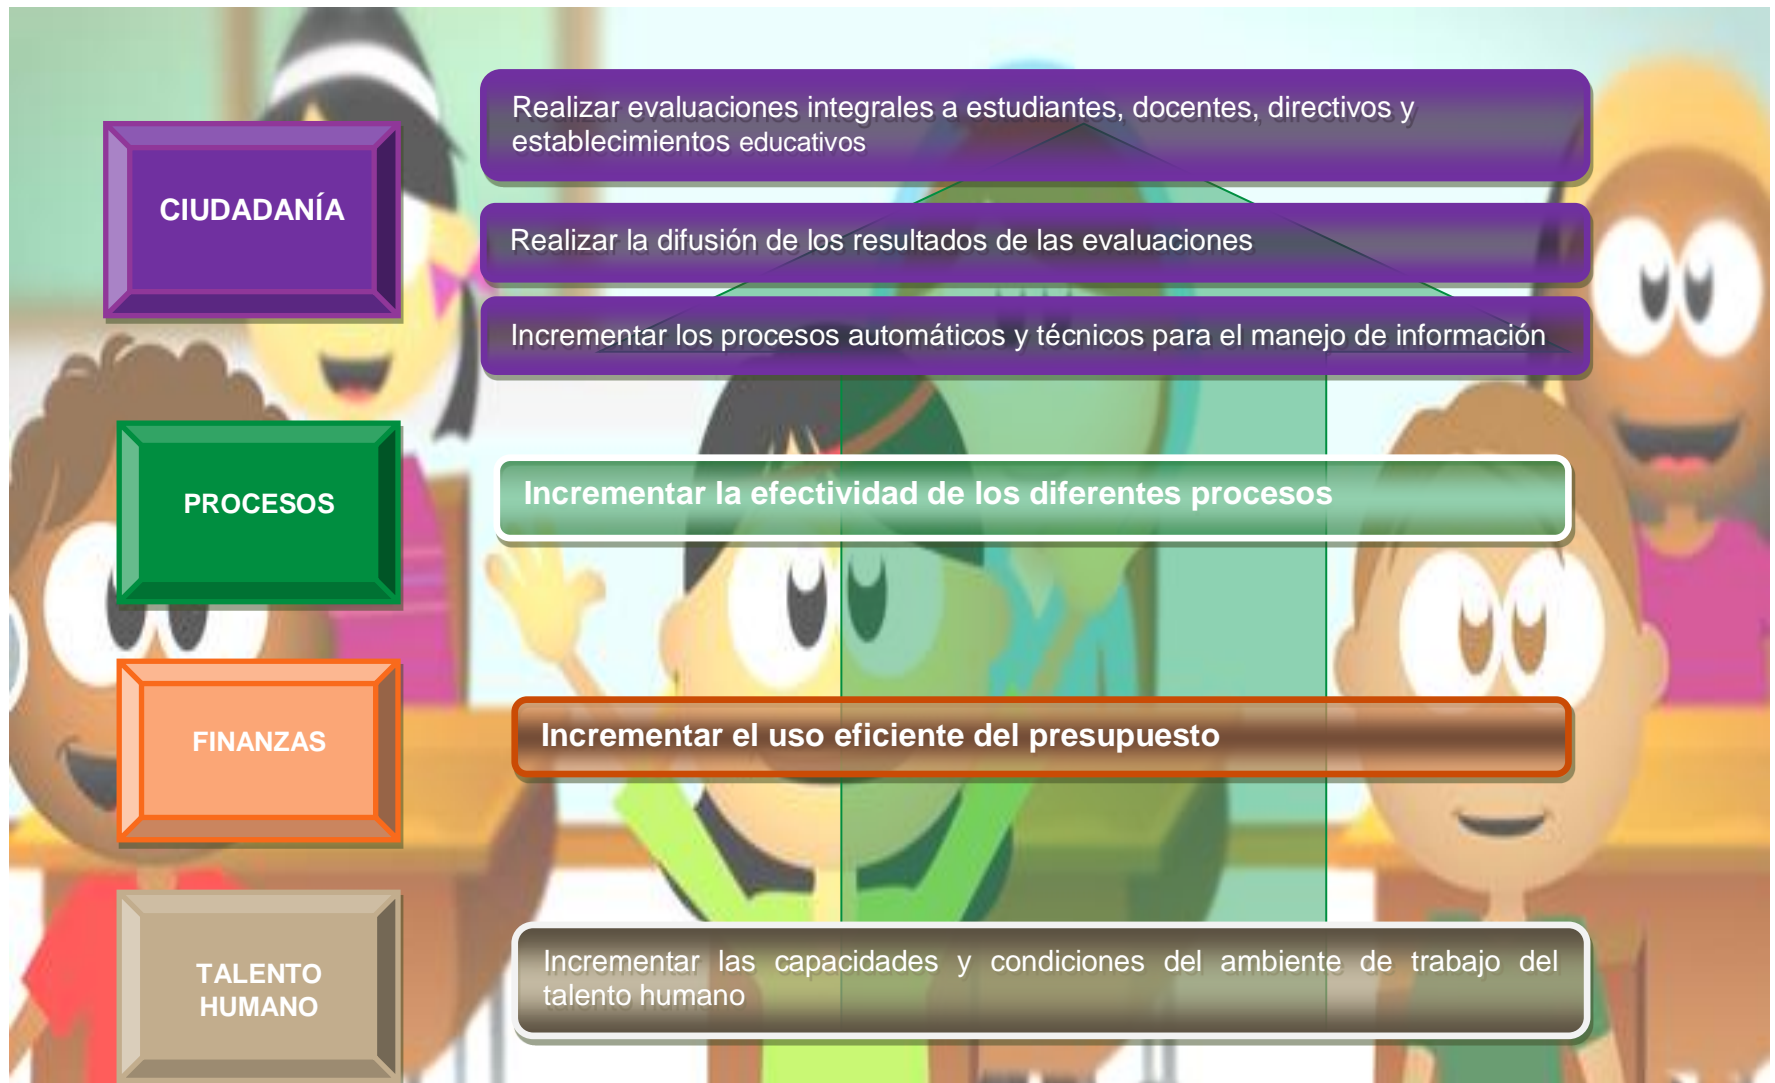 Realizar evaluaciones integrales a estudiantes, docentes, directivos y
establecimientos educativos
CIUDADANÍA
Realizar la difusión de los resultados de las evaluaciones
Incrementar los procesos automáticos y técnicos para el manejo de información
PROCESOS
Incrementar la efectividad de los diferentes procesos
FINANZAS
Incrementar el uso eficiente del presupuesto
TALENTO
HUMANO
Incrementar las capacidades y condiciones del ambiente de trabajo del
talento humano